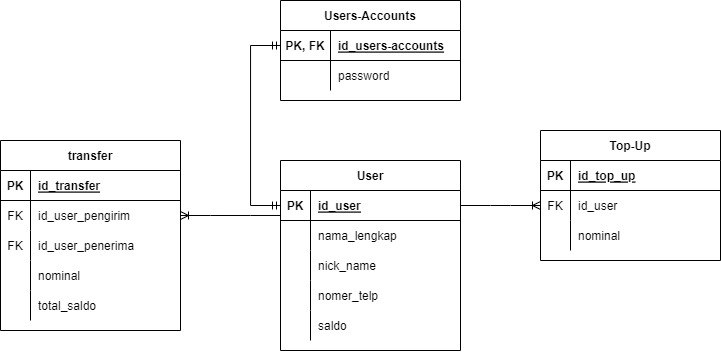 Users-Accounts
PK, FK id_users-accounts
password
transfer
PK id_transfer
FK id_user_pengirim
FK id_user_penerima
nominal
total_saldo
User
PK id_user
nama_lengkap
nick_name
nomer_telp
saldo
Top-Up
PK id_top_up
FK id_user
nominal